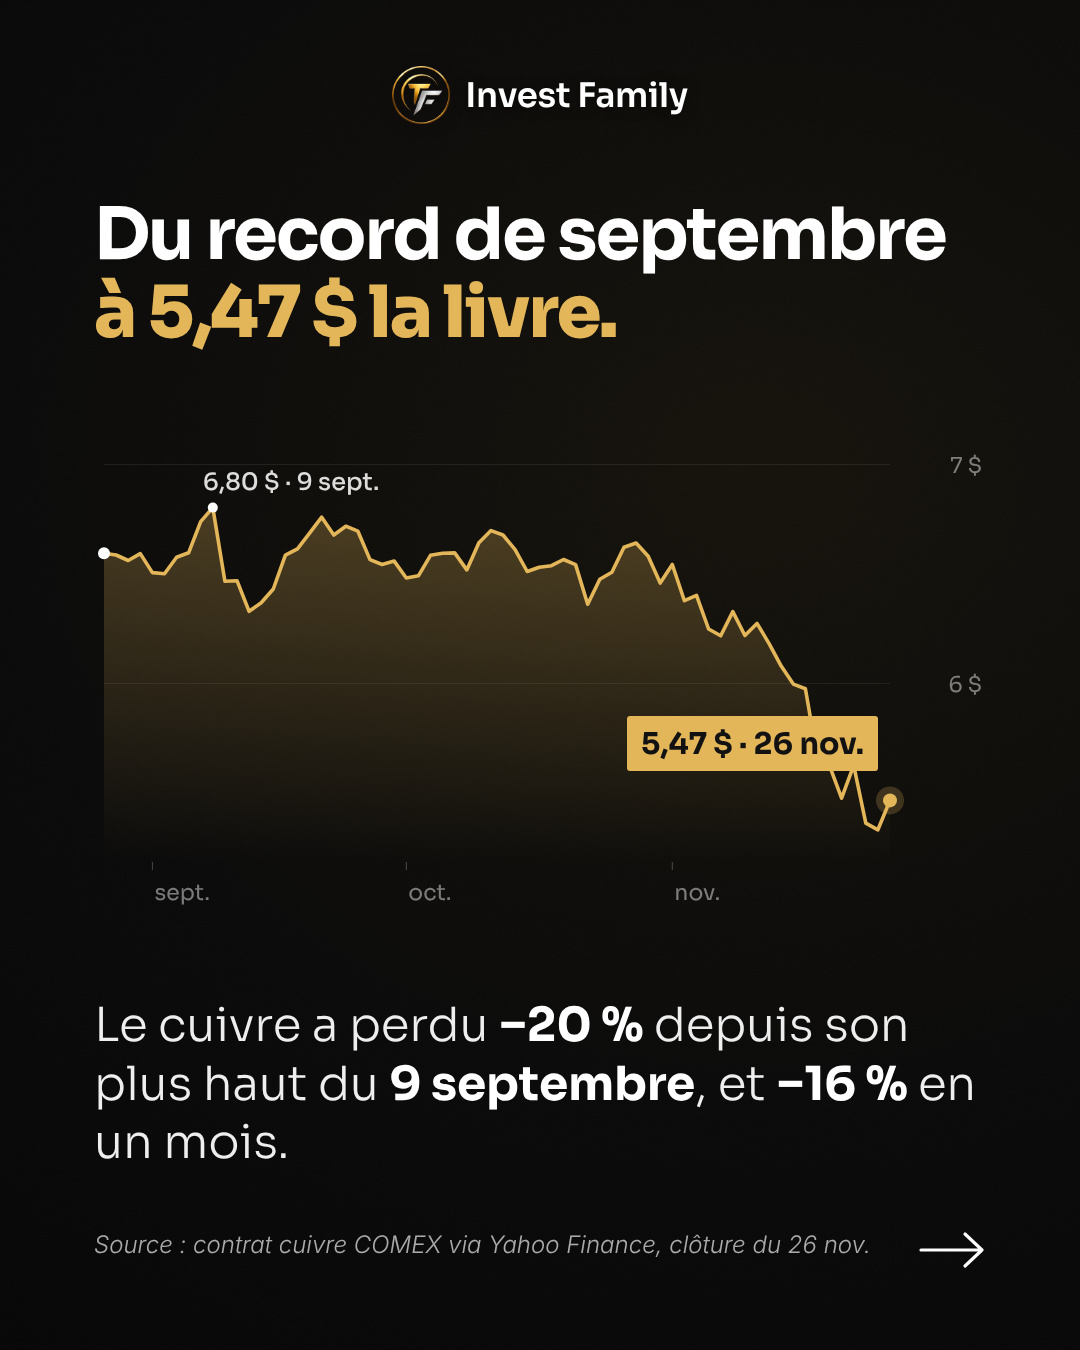 TF Invest Family
Du record de septembre
à 5,47 $ la livre.
7 $
6,80 $ · 9 sept.
6 $
5,47 $ · 26 nov.
sept. oct. nov.
Le cuivre a perdu −20 % depuis son
plus haut du 9 septembre, et −16 % en
un mois.
Source : contrat cuivre COMEX via Yahoo Finance, clôture du 26 nov.